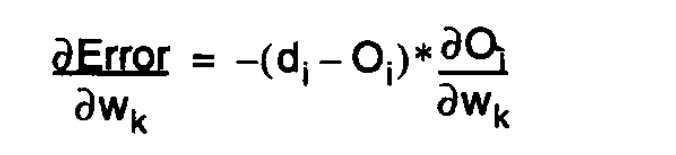 ∂Error/∂w_k = -(d_i - O_i)*∂O_i/∂w_k